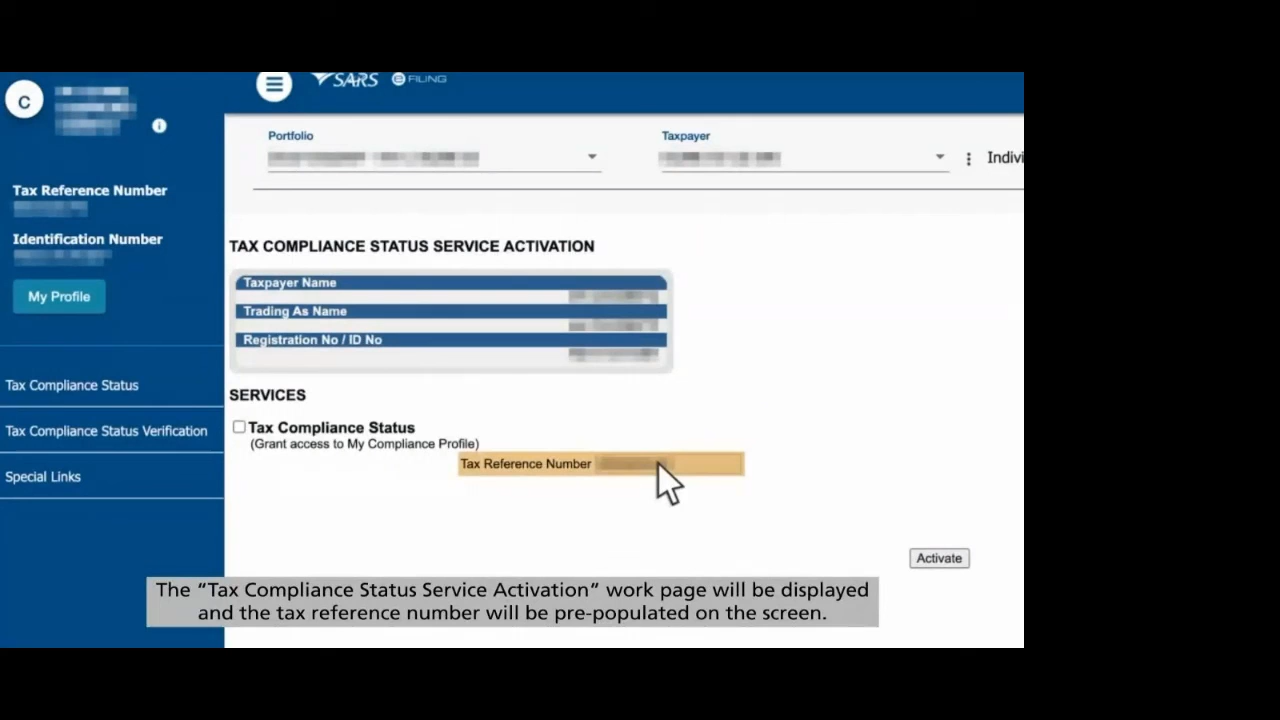 C
SARS e FILING
i
Portfolio
Taxpayer
Indivi
Tax Reference Number
Identification Number
My Profile
TAX COMPLIANCE STATUS SERVICE ACTIVATION
Taxpayer Name
Trading As Name
Registration No / ID No
Tax Compliance Status
Tax Compliance Status Verification
Special Links
SERVICES
Tax Compliance Status
(Grant access to My Compliance Profile)
Tax Reference Number
Activate
The “Tax Compliance Status Service Activation” work page will be displayed
and the tax reference number will be pre-populated on the screen.